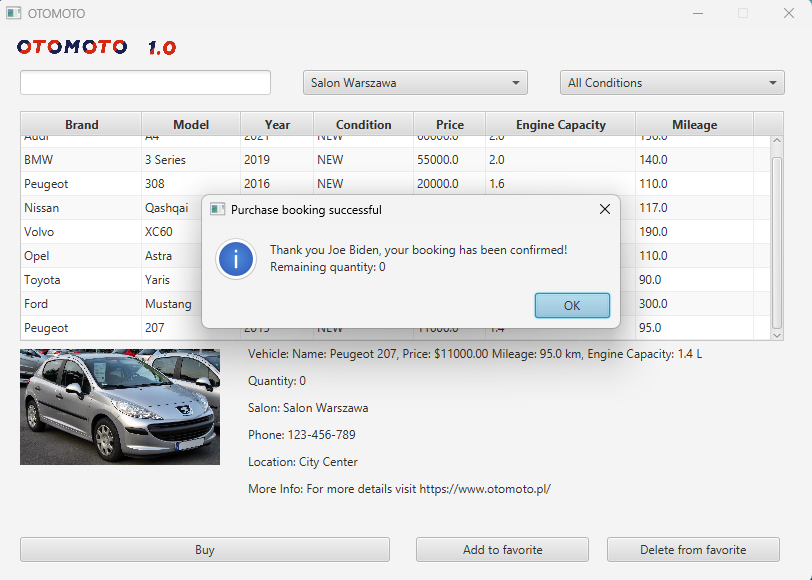 OTOMOTO
OTOMOTO 1.0
Salon Warszawa
All Conditions
Brand Model Year Condition Price Engine Capacity Mileage
Audi A4 2021 NEW 60000.0 2.0 150.0
BMW 3 Series 2019 NEW 55000.0 2.0 140.0
Peugeot 308 2016 NEW 20000.0 1.6 110.0
Nissan Qashqai 117.0
Volvo XC60 190.0
Opel Astra 110.0
Toyota Yaris 90.0
Ford Mustang 300.0
Peugeot 207 2015 NEW 11000.0 1.4 95.0
Purchase booking successful
Thank you Joe Biden, your booking has been confirmed!
Remaining quantity: 0
OK
Vehicle: Name: Peugeot 207, Price: $11000.00 Mileage: 95.0 km, Engine Capacity: 1.4 L
Quantity: 0
Salon: Salon Warszawa
Phone: 123-456-789
Location: City Center
More Info: For more details visit https://www.otomoto.pl/
Buy
Add to favorite
Delete from favorite